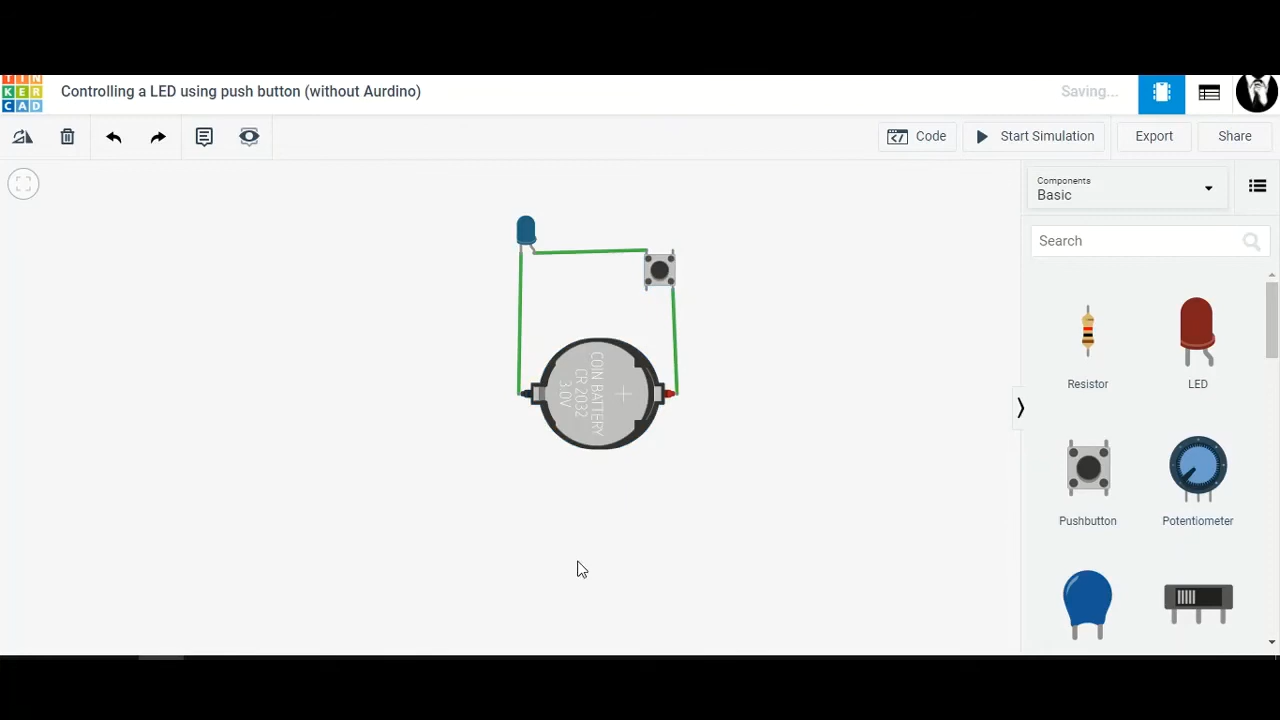 TIN
KER
CAD
Controlling a LED using push button (without Aurdino)
Saving...
Code
Start Simulation
Export
Share
Components
Basic
Search
COIN BATTERY
CR 2032
3.0V
+
Resistor
LED
Pushbutton
Potentiometer